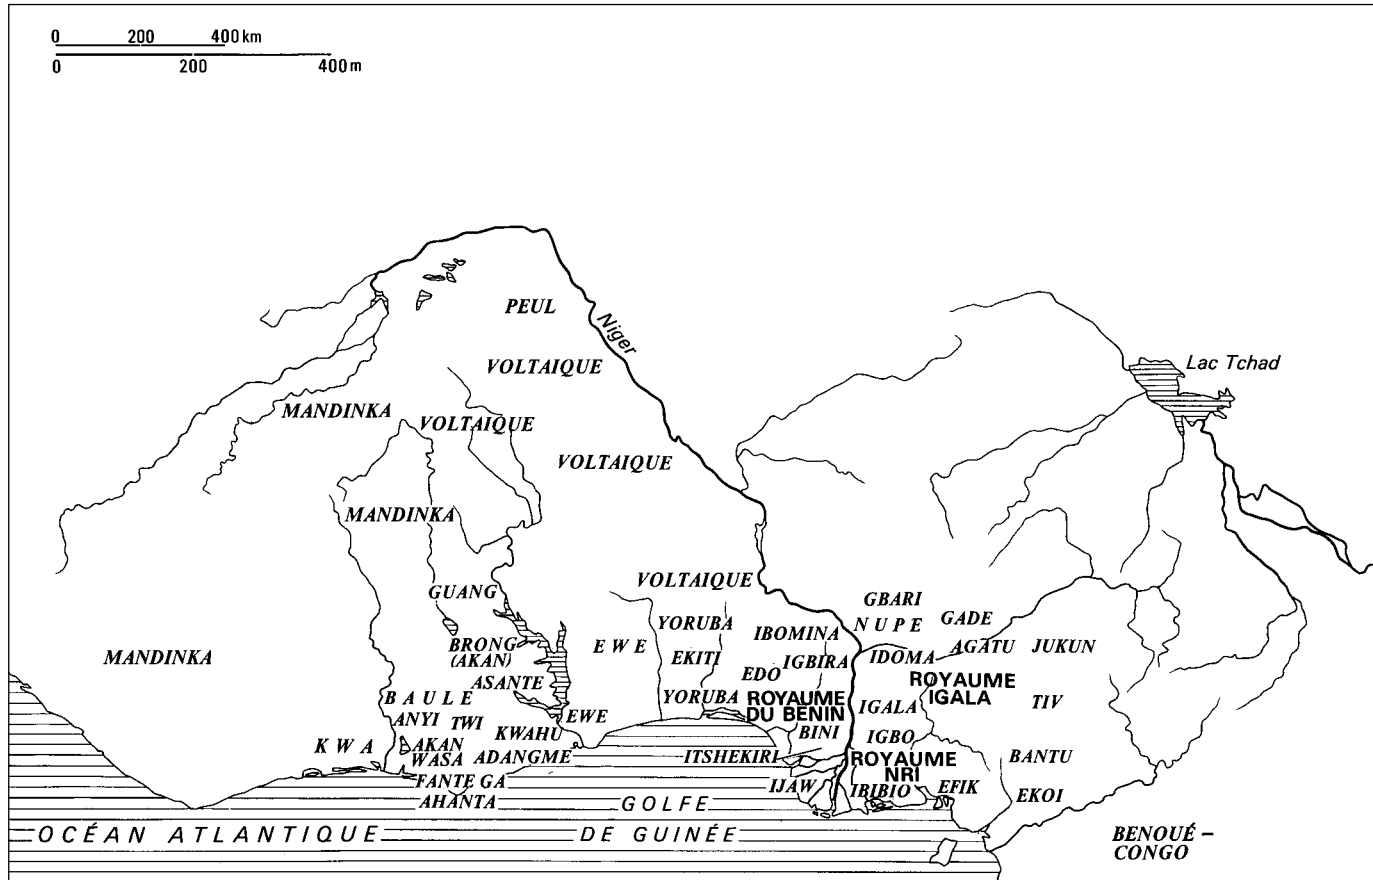 0 200 400 km
0 200 400 m
PEUL
Niger
VOLTAIQUE
Lac Tchad
MANDINKA
VOLTAIQUE
VOLTAIQUE
MANDINKA
VOLTAIQUE
GUANG
GBARI
YORUBA
IBOMINA
NUPE
GADE
BRONG
(AKAN)
EWE
EKITI
IGBIRA
IDOMA
AGATU
JUKUN
MANDINKA
ASANTE
EDO
ROYAUME
IGALA
BAULE
YORUBA
ROYAUME
DU BÉNIN
IGALA
TIV
ANYI
TWI
KWAHU
EWE
BINI
IGBO
KWA
AKAN
WASA
ADANGME
ITSHEKIRI
ROYAUME
NRI
BANTU
FANTE GA
IJAW
IBIBIO
EFIK
EKOI
AHANTA
GOLFE
DE GUINÉE
OCÉAN ATLANTIQUE
BENOUÉ –
CONGO